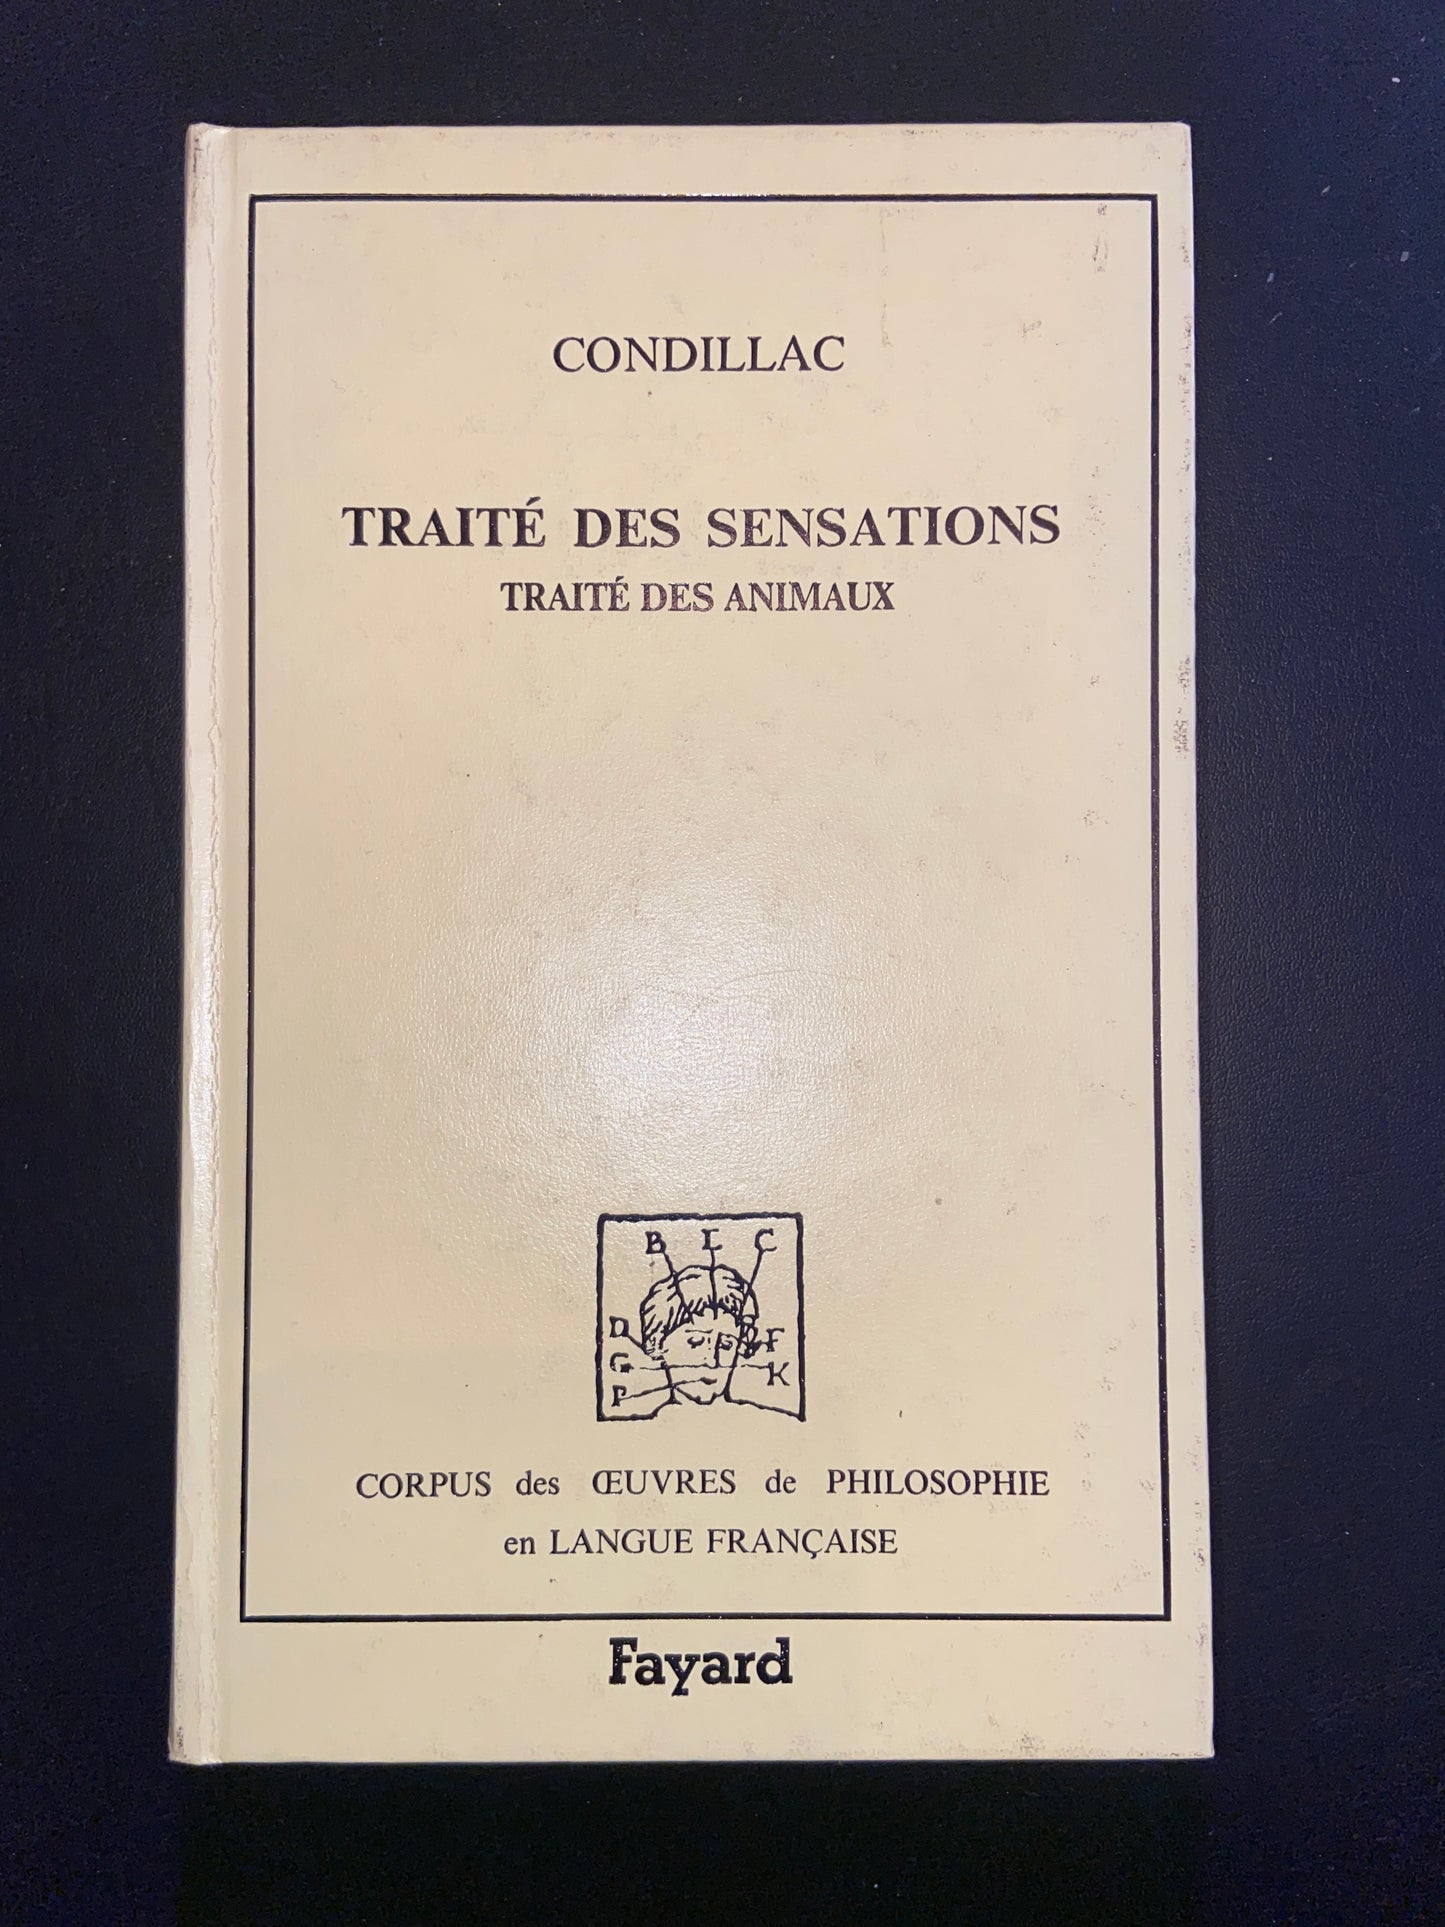 CONDILLAC
TRAITÉ DES SENSATIONS
TRAITÉ DES ANIMAUX
B E C
D B F
G K
P
CORPUS des ŒUVRES de PHILOSOPHIE
en LANGUE FRANÇAISE
Fayard